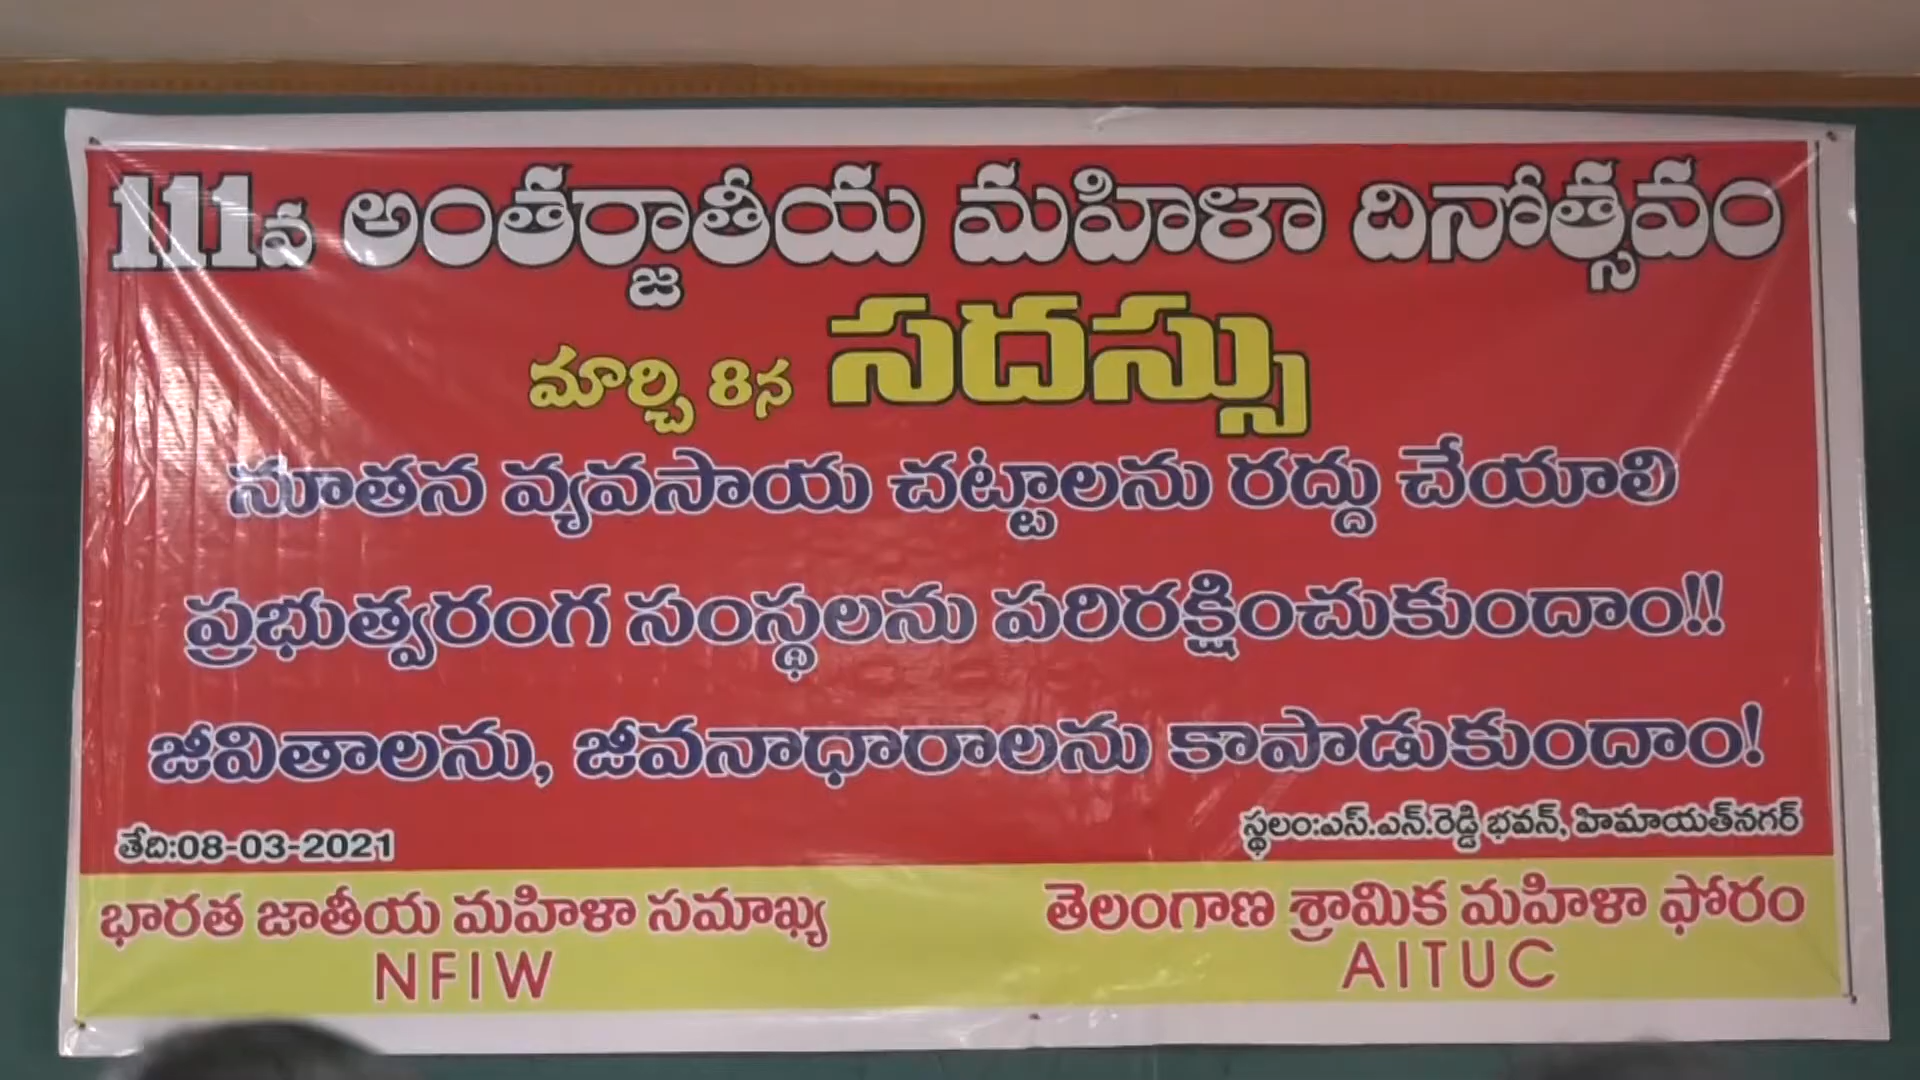 111వ అంతర్జాతీయ మహిళా దినోత్సవం
మార్చి 8న సదస్సు
నూతన వ్యవసాయ చట్టాలను రద్దు చేయాలి
ప్రభుత్వరంగ సంస్థలను పరిరక్షించుకుందాం!!
జీవితాలను, జీవనాధారాలను కాపాడుకుందాం!
తేది:08-03-2021 స్థలం:ఎస్.ఎన్.రెడ్డి భవన్, హిమాయత్‌నగర్
భారత జాతీయ మహిళా సమాఖ్య తెలంగాణ శ్రామిక మహిళా ఫోరం
NFIW AITUC